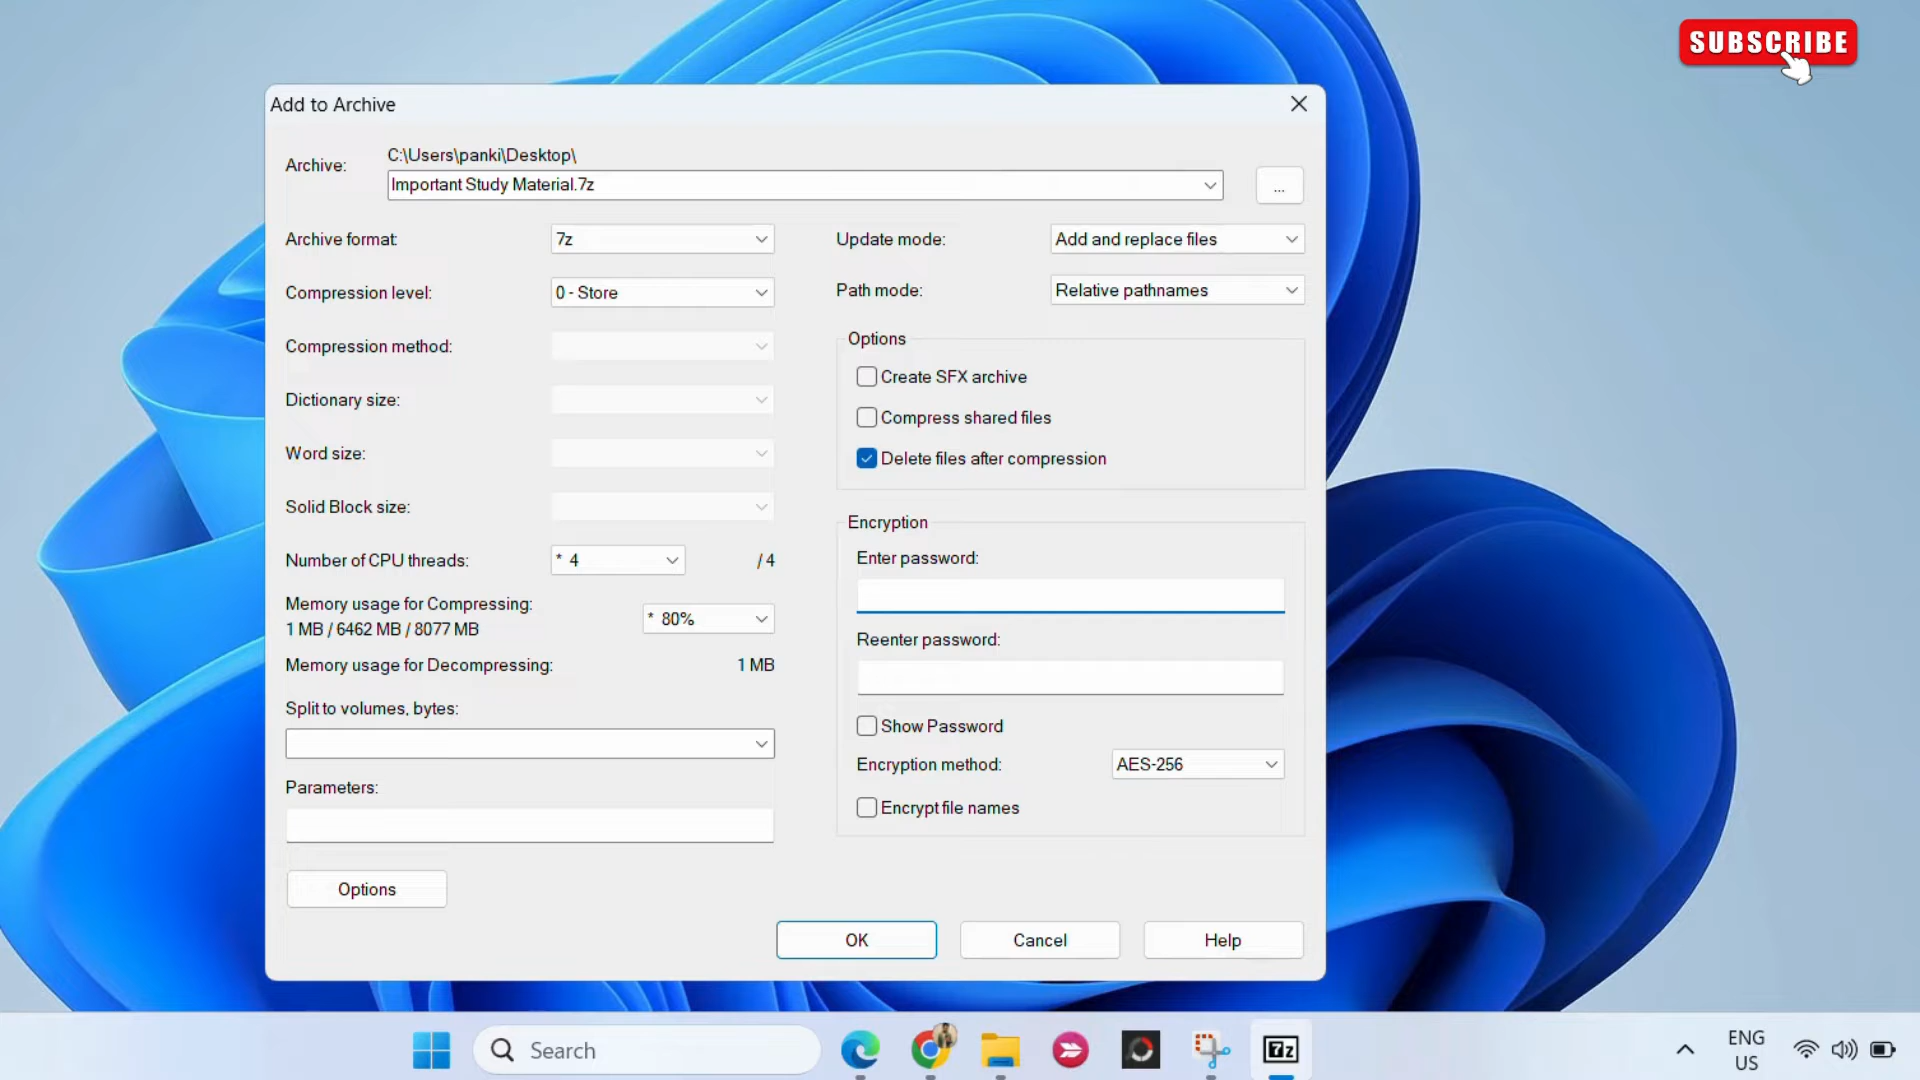 SUBSCRIBE
Add to Archive
Archive:
C:\Users\panki\Desktop\
Important Study Material.7z
...
Archive format:
7z
Compression level:
0 - Store
Compression method:
Dictionary size:
Word size:
Solid Block size:
Number of CPU threads:
* 4
/ 4
Memory usage for Compressing:
1 MB / 6462 MB / 8077 MB
* 80%
Memory usage for Decompressing:
1 MB
Split to volumes, bytes:
Parameters:
Options
Update mode:
Add and replace files
Path mode:
Relative pathnames
Options
Create SFX archive
Compress shared files
Delete files after compression
Encryption
Enter password:
Reenter password:
Show Password
Encryption method:
AES-256
Encrypt file names
OK
Cancel
Help
Search
7z
ENG
US